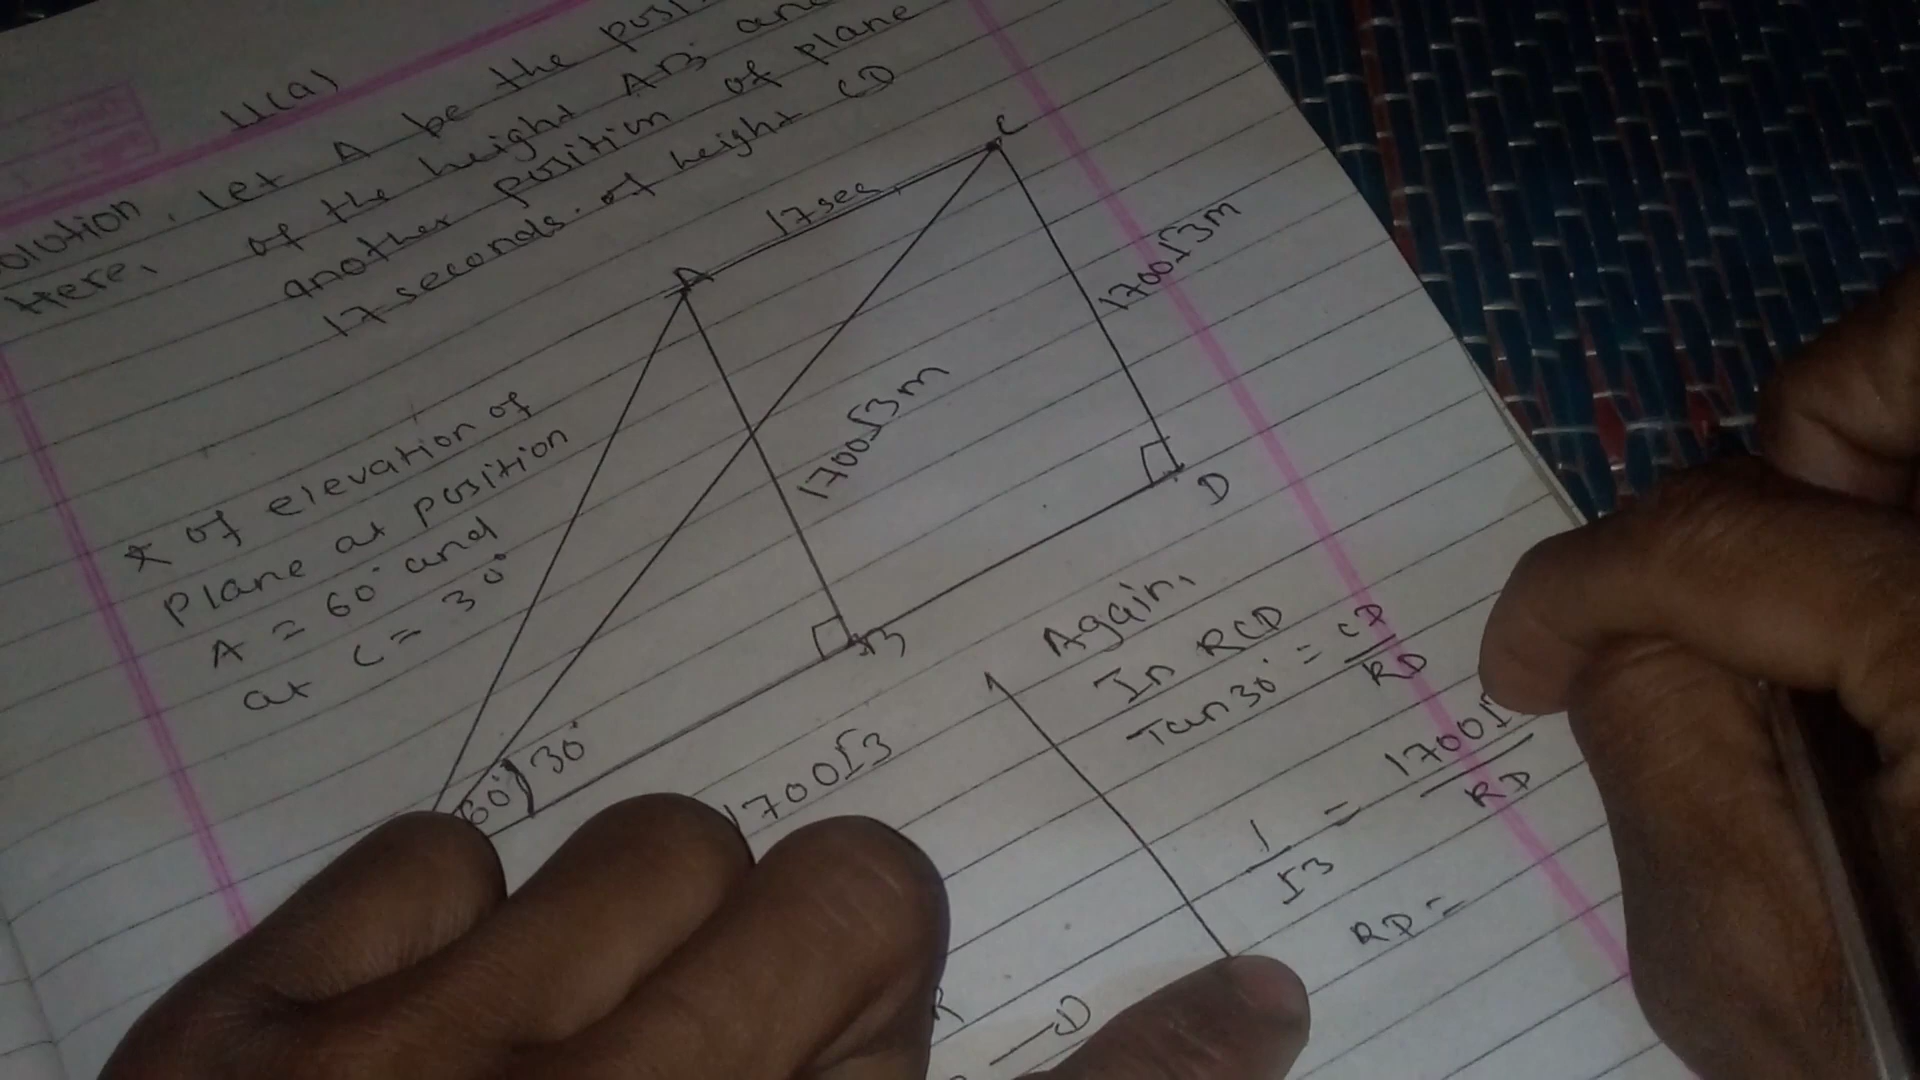 11(a)
olution
Here, let A be the posi
of the height AB and
another position of plane
17 seconds. of height CD
17 sec
A
C
1700√3m
1700√3m
D
B
∡ of elevation of
plane at position
A = 60° and
at C = 30°
60°
30°
1700√3
R
①
Again,
In RCD
Tan 30° = CD/RD
1/√3 = 1700√/RD
RD =